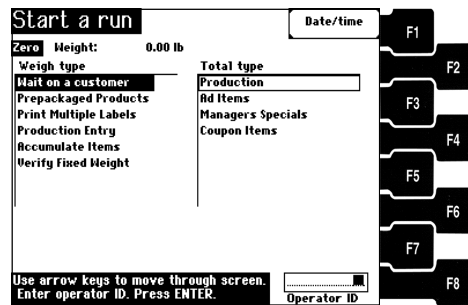 Start a run
Date/time
F1
Zero Weight: 0.00 lb
F2
Weigh type
Total type
Wait on a customer
Production
Prepackaged Products
Ad Items
F3
Print Multiple Labels
Managers Specials
Production Entry
Coupon Items
F4
Accumulate Items
Verify Fixed Weight
F5
F6
F7
Use arrow keys to move through screen.
Enter operator ID. Press ENTER.
F8
Operator ID